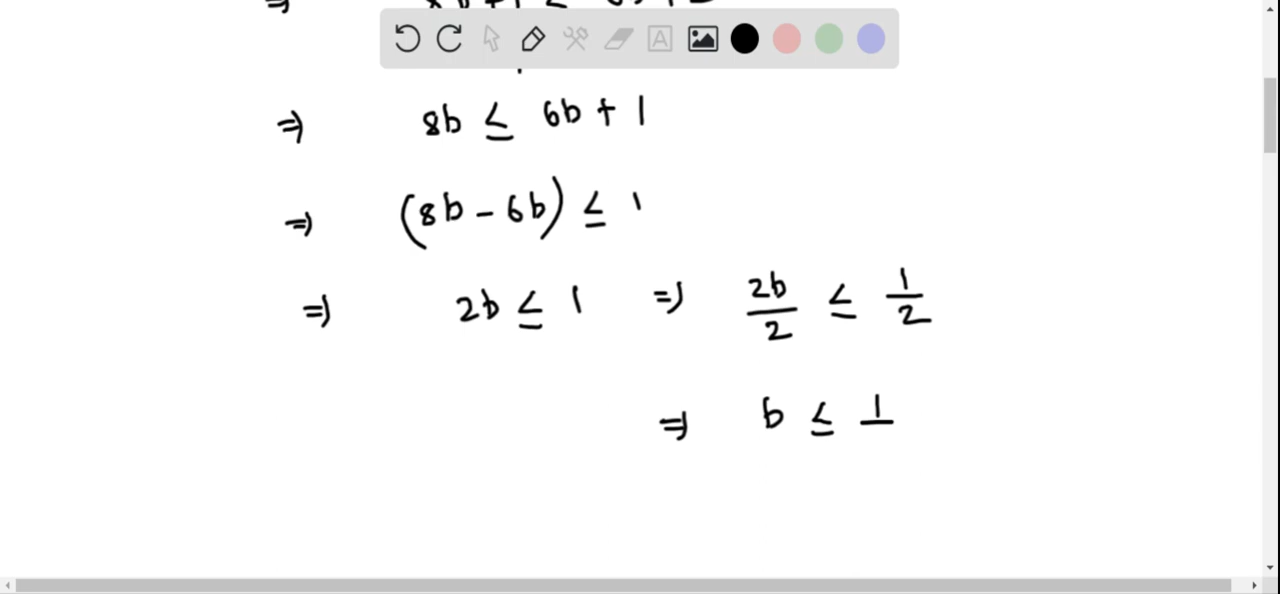 ⇒ 8b ≤ 6b + 1
⇒ (8b - 6b) ≤ 1
⇒ 2b ≤ 1 ⇒ 2b/2 ≤ 1/2
⇒ b ≤ 1